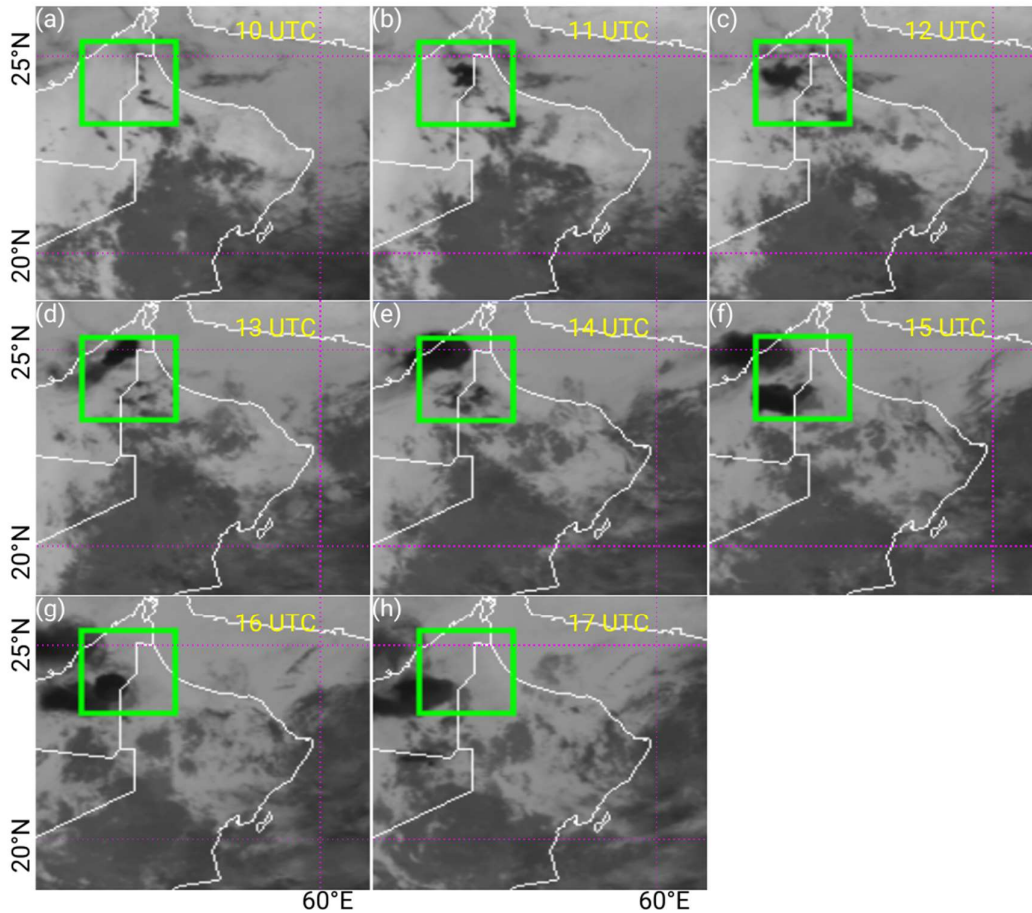 (a) 10 UTC (b) 11 UTC (c) 12 UTC
25°N
20°N
(d) 13 UTC (e) 14 UTC (f) 15 UTC
25°N
20°N
(g) 16 UTC (h) 17 UTC
25°N
20°N
60°E 60°E